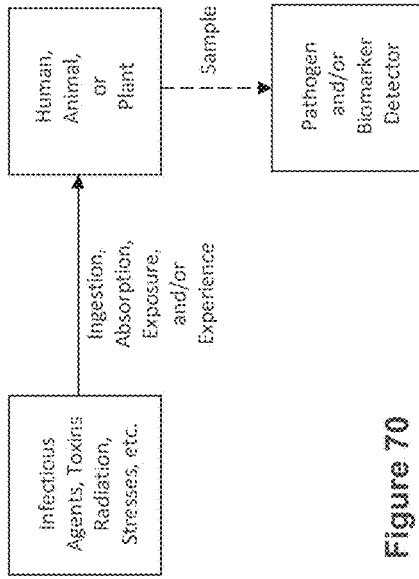 Infectious
Agents, Toxins
Radiation,
Stresses, etc.
Ingestion,
Absorption,
Exposure,
and/or
Experience
Human,
Animal,
or
Plant
Sample
Pathogen
and/or
Biomarker
Detector
Figure 70